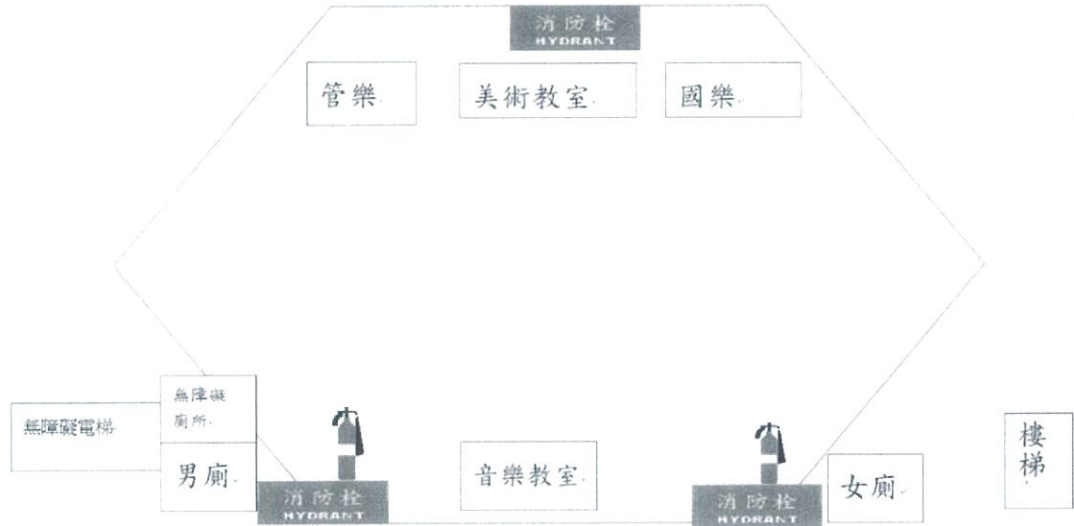 消防栓
HYDRANT
管樂
美術教室
國樂
無障礙
廁所
無障礙電梯
男廁
音樂教室
女廁
樓
梯
消防栓
HYDRANT
消防栓
HYDRANT